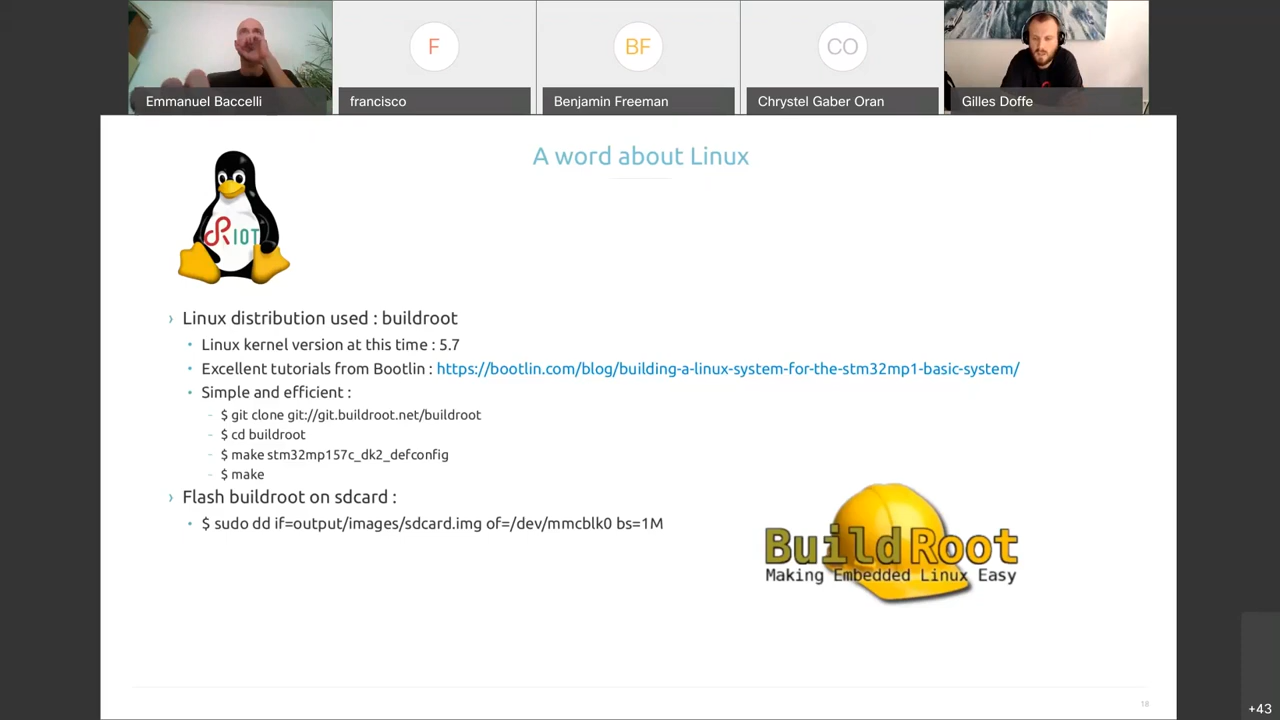 F
BF
CO
Emmanuel Baccelli
francisco
Benjamin Freeman
Chrystel Gaber Oran
Gilles Doffe
A word about Linux
RIOT
› Linux distribution used : buildroot
• Linux kernel version at this time : 5.7
• Excellent tutorials from Bootlin : https://bootlin.com/blog/building-a-linux-system-for-the-stm32mp1-basic-system/
• Simple and efficient :
- $ git clone git://git.buildroot.net/buildroot
- $ cd buildroot
- $ make stm32mp157c_dk2_defconfig
- $ make
› Flash buildroot on sdcard :
• $ sudo dd if=output/images/sdcard.img of=/dev/mmcblk0 bs=1M
BuildRoot
Making Embedded Linux Easy
18
+43